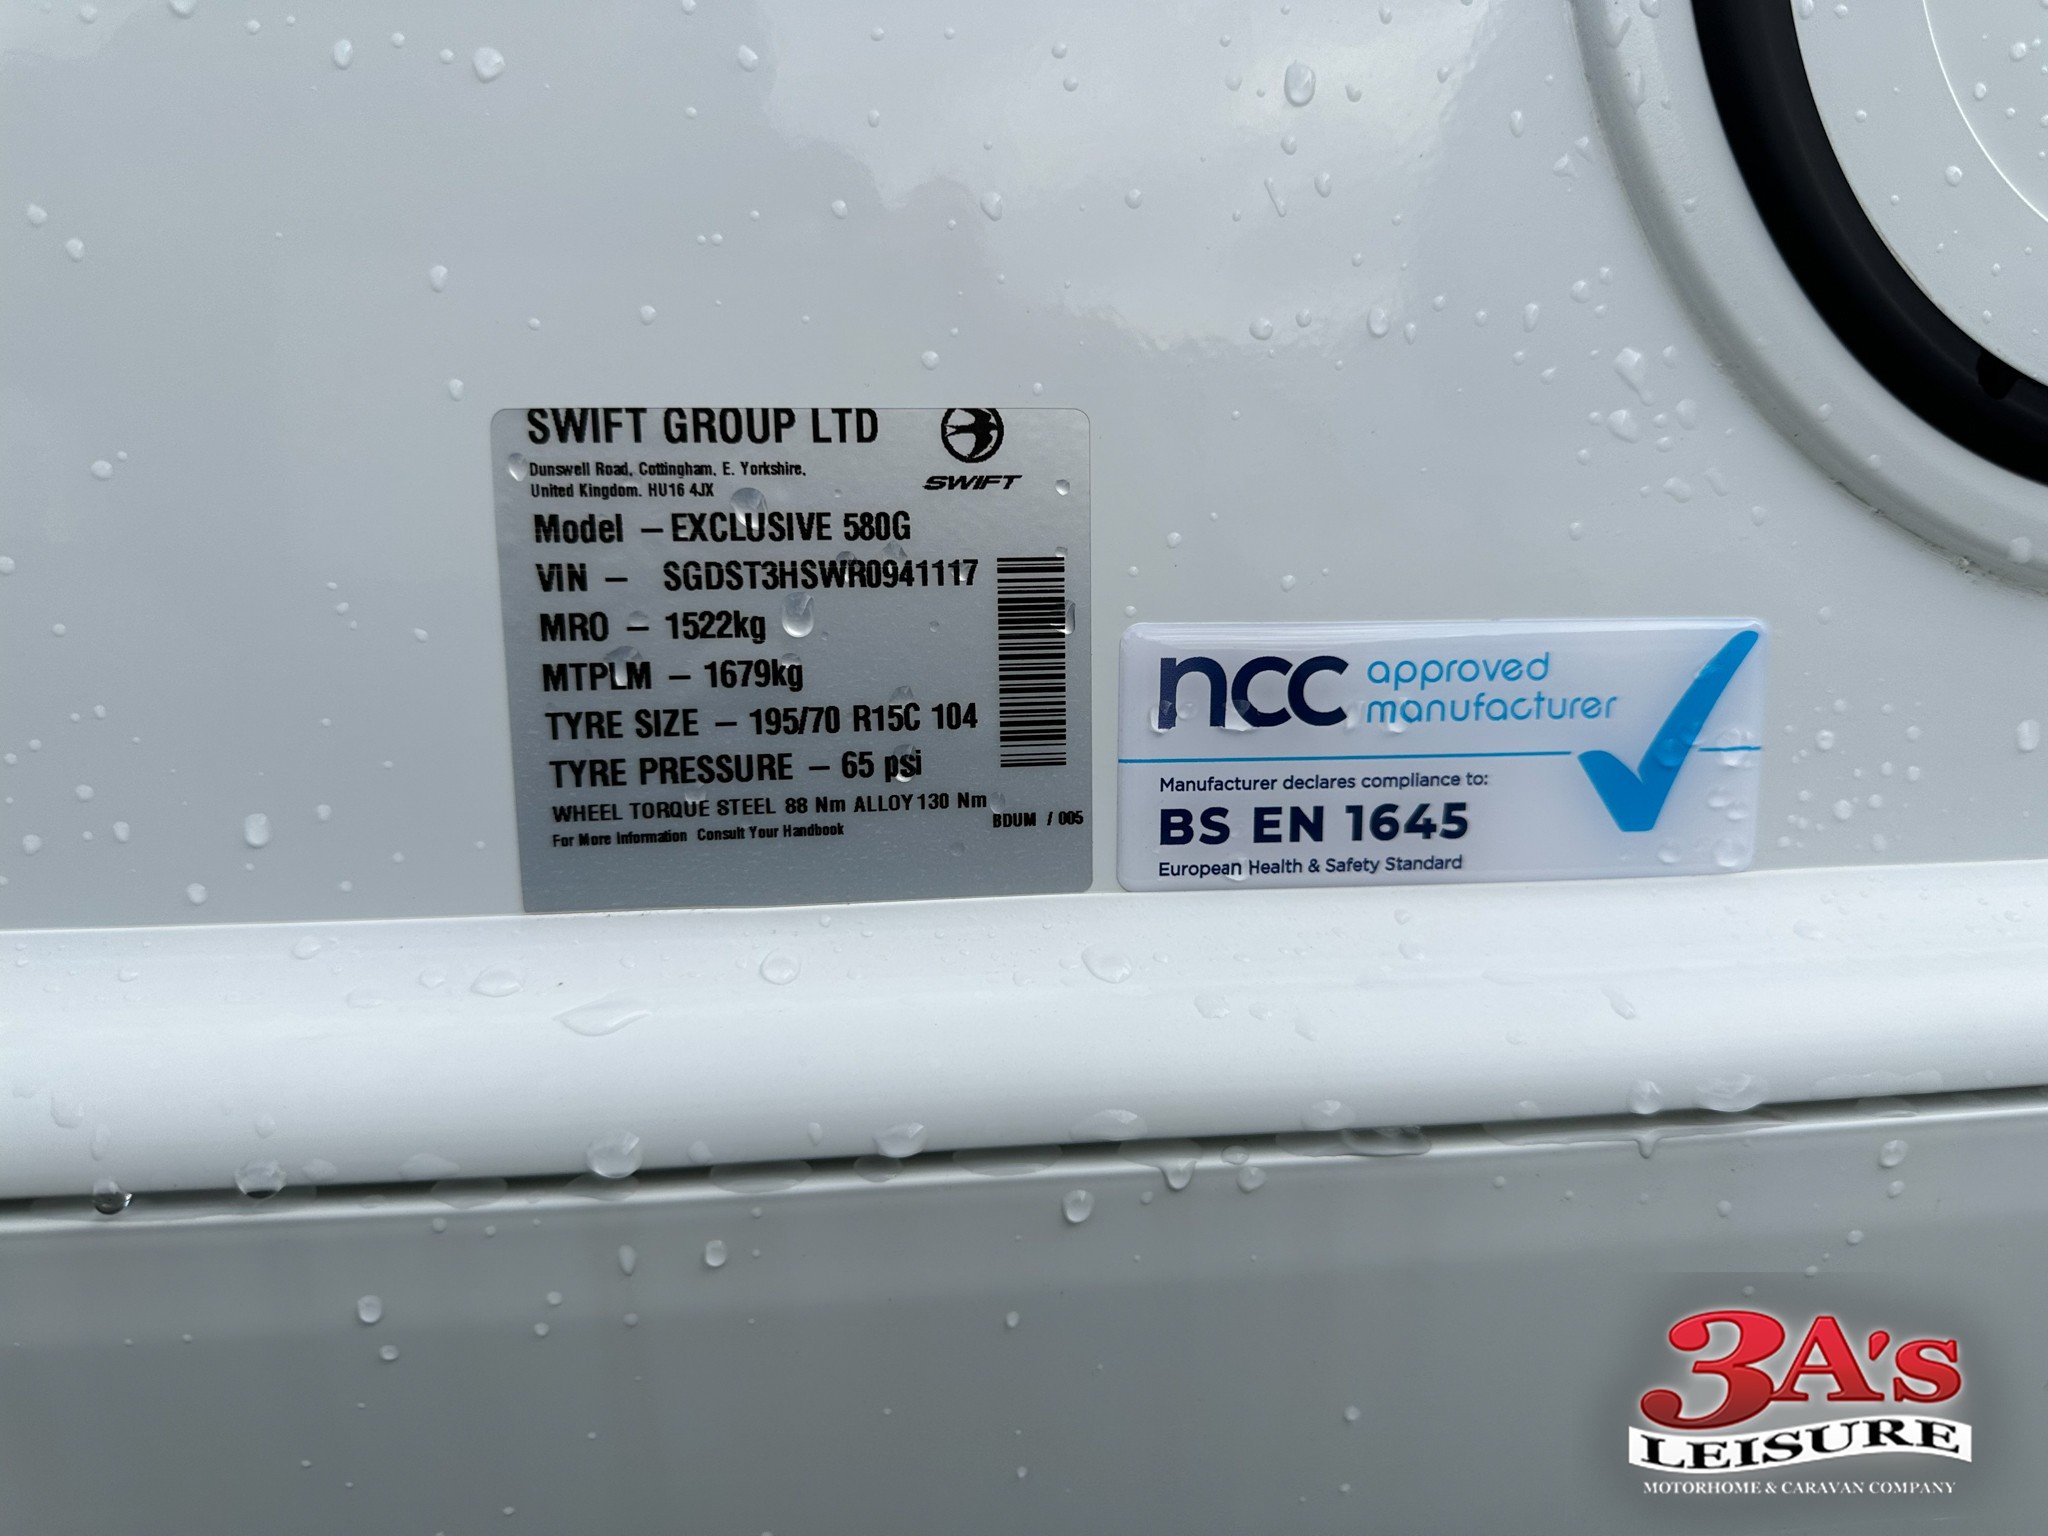 SWIFT GROUP LTD
SWIFT
Dunswell Road, Cottingham, E. Yorkshire,
United Kingdom. HU16 4JX
Model – EXCLUSIVE 580G
VIN – SGDST3HSWR0941117
MRO – 1522kg
MTPLM – 1679kg
TYRE SIZE – 195/70 R15C 104
TYRE PRESSURE – 65 psi
WHEEL TORQUE STEEL 88 Nm ALLOY 130 Nm
BDUM / 005
For More Information Consult Your Handbook
ncc approved
manufacturer
Manufacturer declares compliance to:
BS EN 1645
European Health & Safety Standard
3A's
LEISURE
MOTORHOME & CARAVAN COMPANY